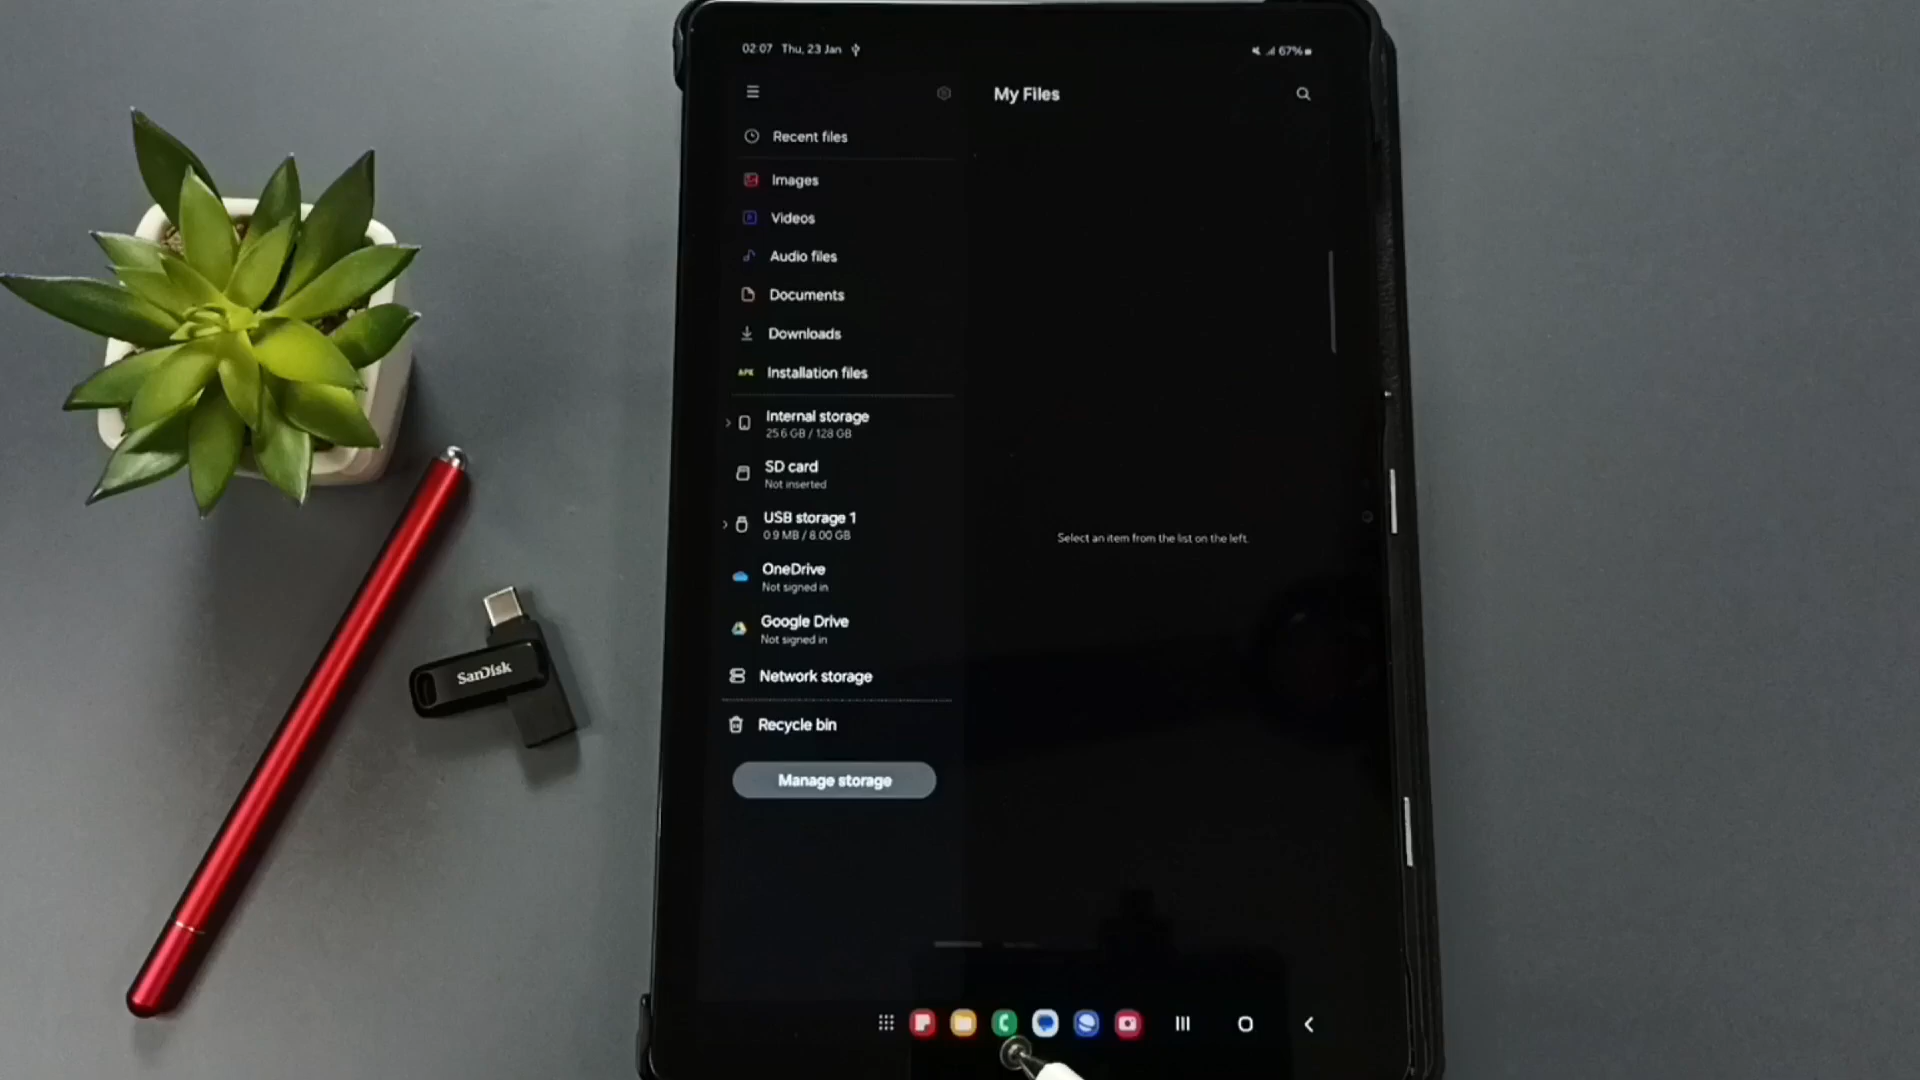 02:07 Thu, 23 Jan
67%
My Files
Recent files
Images
Videos
Audio files
Documents
Downloads
APK Installation files
Internal storage
25.6 GB / 128 GB
SD card
Not inserted
USB storage 1
0.9 MB / 8.00 GB
Select an item from the list on the left.
OneDrive
Not signed in
Google Drive
Not signed in
Network storage
Recycle bin
Manage storage
SanDisk